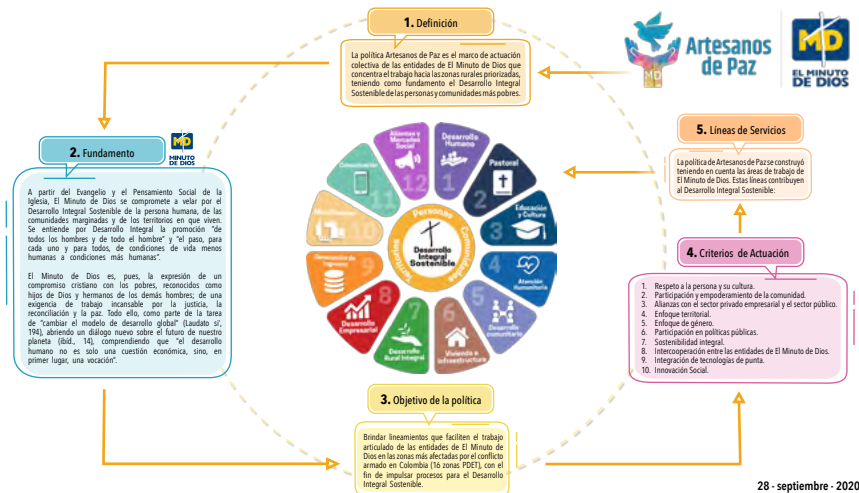 1. Definición
La política Artesanos de Paz es el marco de actuación
colectiva de las entidades de El Minuto de Dios que
concentra el trabajo hacia las zonas rurales priorizadas,
teniendo como fundamento el Desarrollo Integral
Sostenible de las personas y comunidades más pobres.
Artesanos
de Paz
MD
MD
EL MINUTO
DE DIOS
2. Fundamento
MD
MINUTO
DE DIOS
A partir del Evangelio y el Pensamiento Social de la
Iglesia, El Minuto de Dios se compromete a velar por el
Desarrollo Integral Sostenible de la persona humana, de las
comunidades marginadas y de los territorios en que viven.
Se entiende por Desarrollo Integral la promoción "de
todos los hombres y de todo el hombre" y "el paso, para
cada uno y para todos, de condiciones de vida menos
humanas a condiciones más humanas".
El Minuto de Dios es, pues, la expresión de un
compromiso cristiano con los pobres, reconocidos como
hijos de Dios y hermanos de los demás hombres; de una
exigencia de trabajo incansable por la justicia, la
reconciliación y la paz. Todo ello, como parte de la tarea
de "cambiar el modelo de desarrollo global" (Laudato si',
194), abriendo un diálogo nuevo sobre el futuro de nuestro
planeta (ibíd., 14), comprendiendo que "el desarrollo
humano no es solo una cuestión económica, sino, en
primer lugar, una vocación".
3. Objetivo de la política
Brindar lineamientos que faciliten el trabajo
articulado de las entidades de El Minuto de
Dios en las zonas más afectadas por el conflicto
armado en Colombia (16 zonas PDET), con el
fin de impulsar procesos para el Desarrollo
Integral Sostenible.
4. Criterios de Actuación
1. Respeto a la persona y su cultura.
2. Participación y empoderamiento de la comunidad.
3. Alianzas con el sector privado empresarial y el sector público.
4. Enfoque territorial.
5. Enfoque de género.
6. Participación en políticas públicas.
7. Sostenibilidad integral.
8. Intercooperación entre las entidades de El Minuto de Dios.
9. Integración de tecnologías de punta.
10. Innovación Social.
5. Líneas de Servicios
La política de Artesanos de Paz se construyó
teniendo en cuenta las áreas de trabajo de
El Minuto de Dios. Estas líneas contribuyen
al Desarrollo Integral Sostenible:
Desarrollo
Humano
1
Pastoral
2
Educación
y Cultura
3
4
Atención
Humanitaria
5
Desarrollo
comunitario
6
Vivienda e
infraestructura
7
Desarrollo
Rural Integral
8
Desarrollo
Empresarial
9
Generación de
Ingresos
10
11
Comunicación
12
Alianzas y
Mercadeo
Social
Personas
Comunidades
Territorios
Desarrollo
Integral
Sostenible
28 - septiembre - 2020